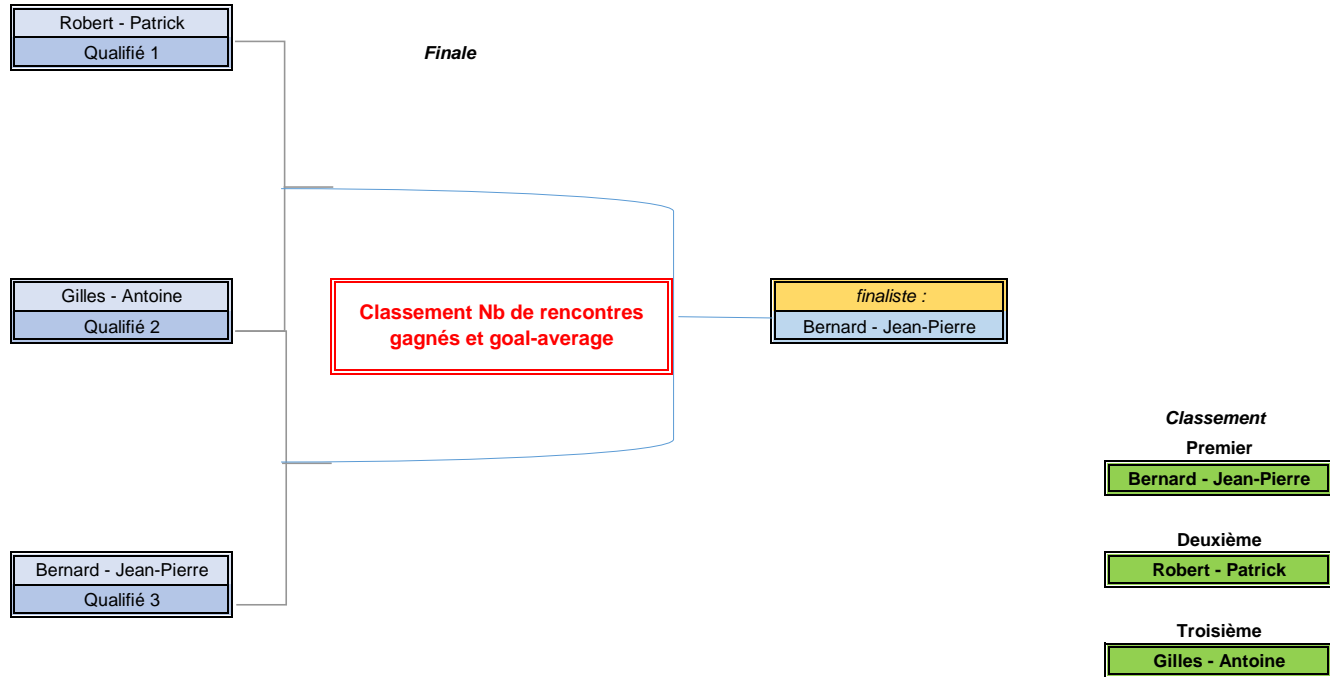 Robert - Patrick
Qualifié 1
Finale
Gilles - Antoine
Qualifié 2
Classement Nb de rencontres
gagnés et goal-average
finaliste :
Bernard - Jean-Pierre
Classement
Premier
Bernard - Jean-Pierre
Deuxième
Robert - Patrick
Bernard - Jean-Pierre
Qualifié 3
Troisième
Gilles - Antoine